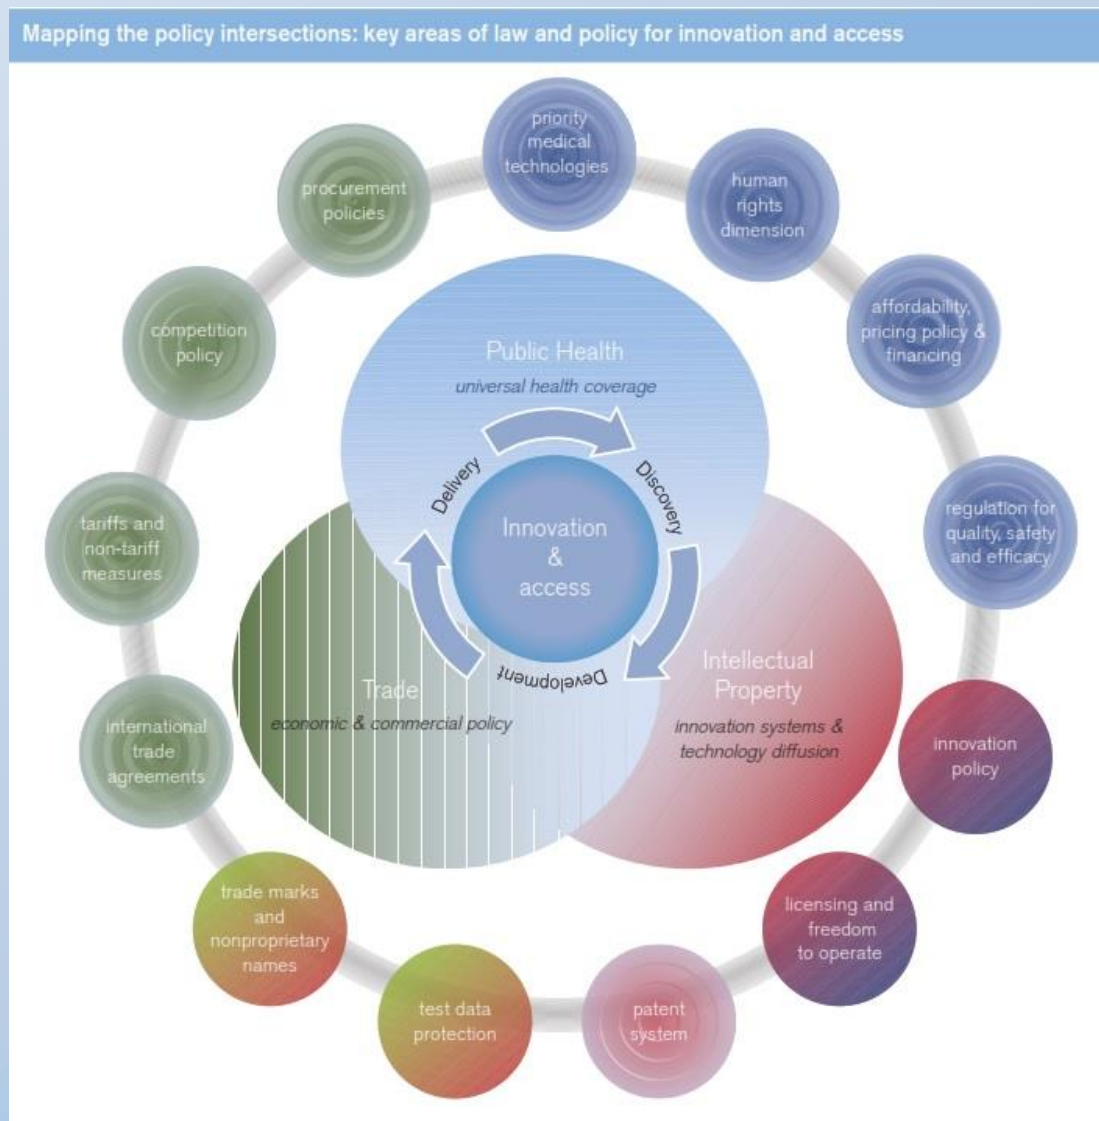 Mapping the policy intersections: key areas of law and policy for innovation and access
priority
medical
technologies
human
rights
dimension
affordability,
pricing policy &
financing
regulation for
quality, safety
and efficacy
innovation
policy
licensing and
freedom
to operate
patent
system
test data
protection
trade marks
and
nonproprietary
names
international
trade
agreements
tariffs and
non-tariff
measures
competition
policy
procurement
policies
Public Health
universal health coverage
Delivery
Discovery
Development
Innovation
&
access
Trade
economic & commercial policy
Intellectual
Property
innovation systems &
technology diffusion